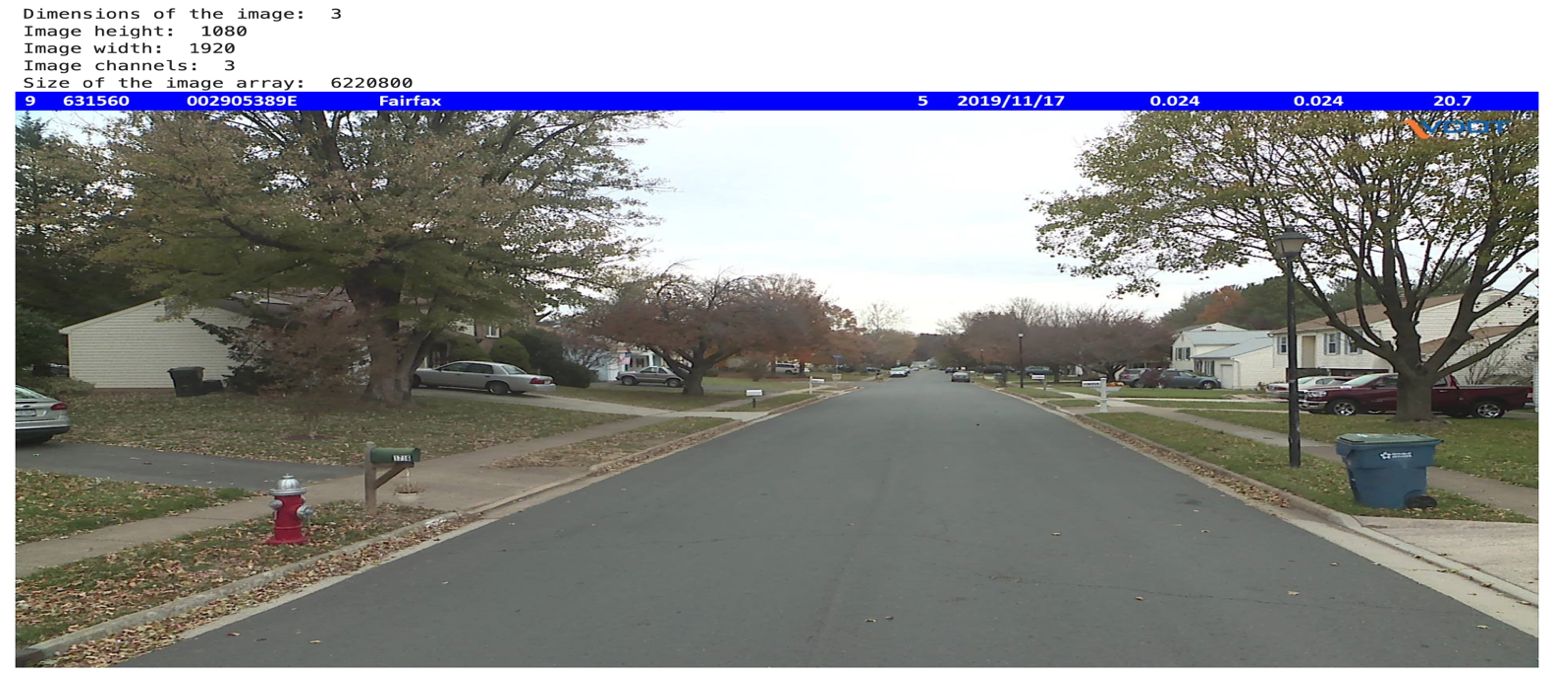 Dimensions of the image: 3
Image height: 1080
Image width: 1920
Image channels: 3
Size of the image array: 6220800
9 631560 002905389E Fairfax 5 2019/11/17 0.024 0.024 20.7
VDOT